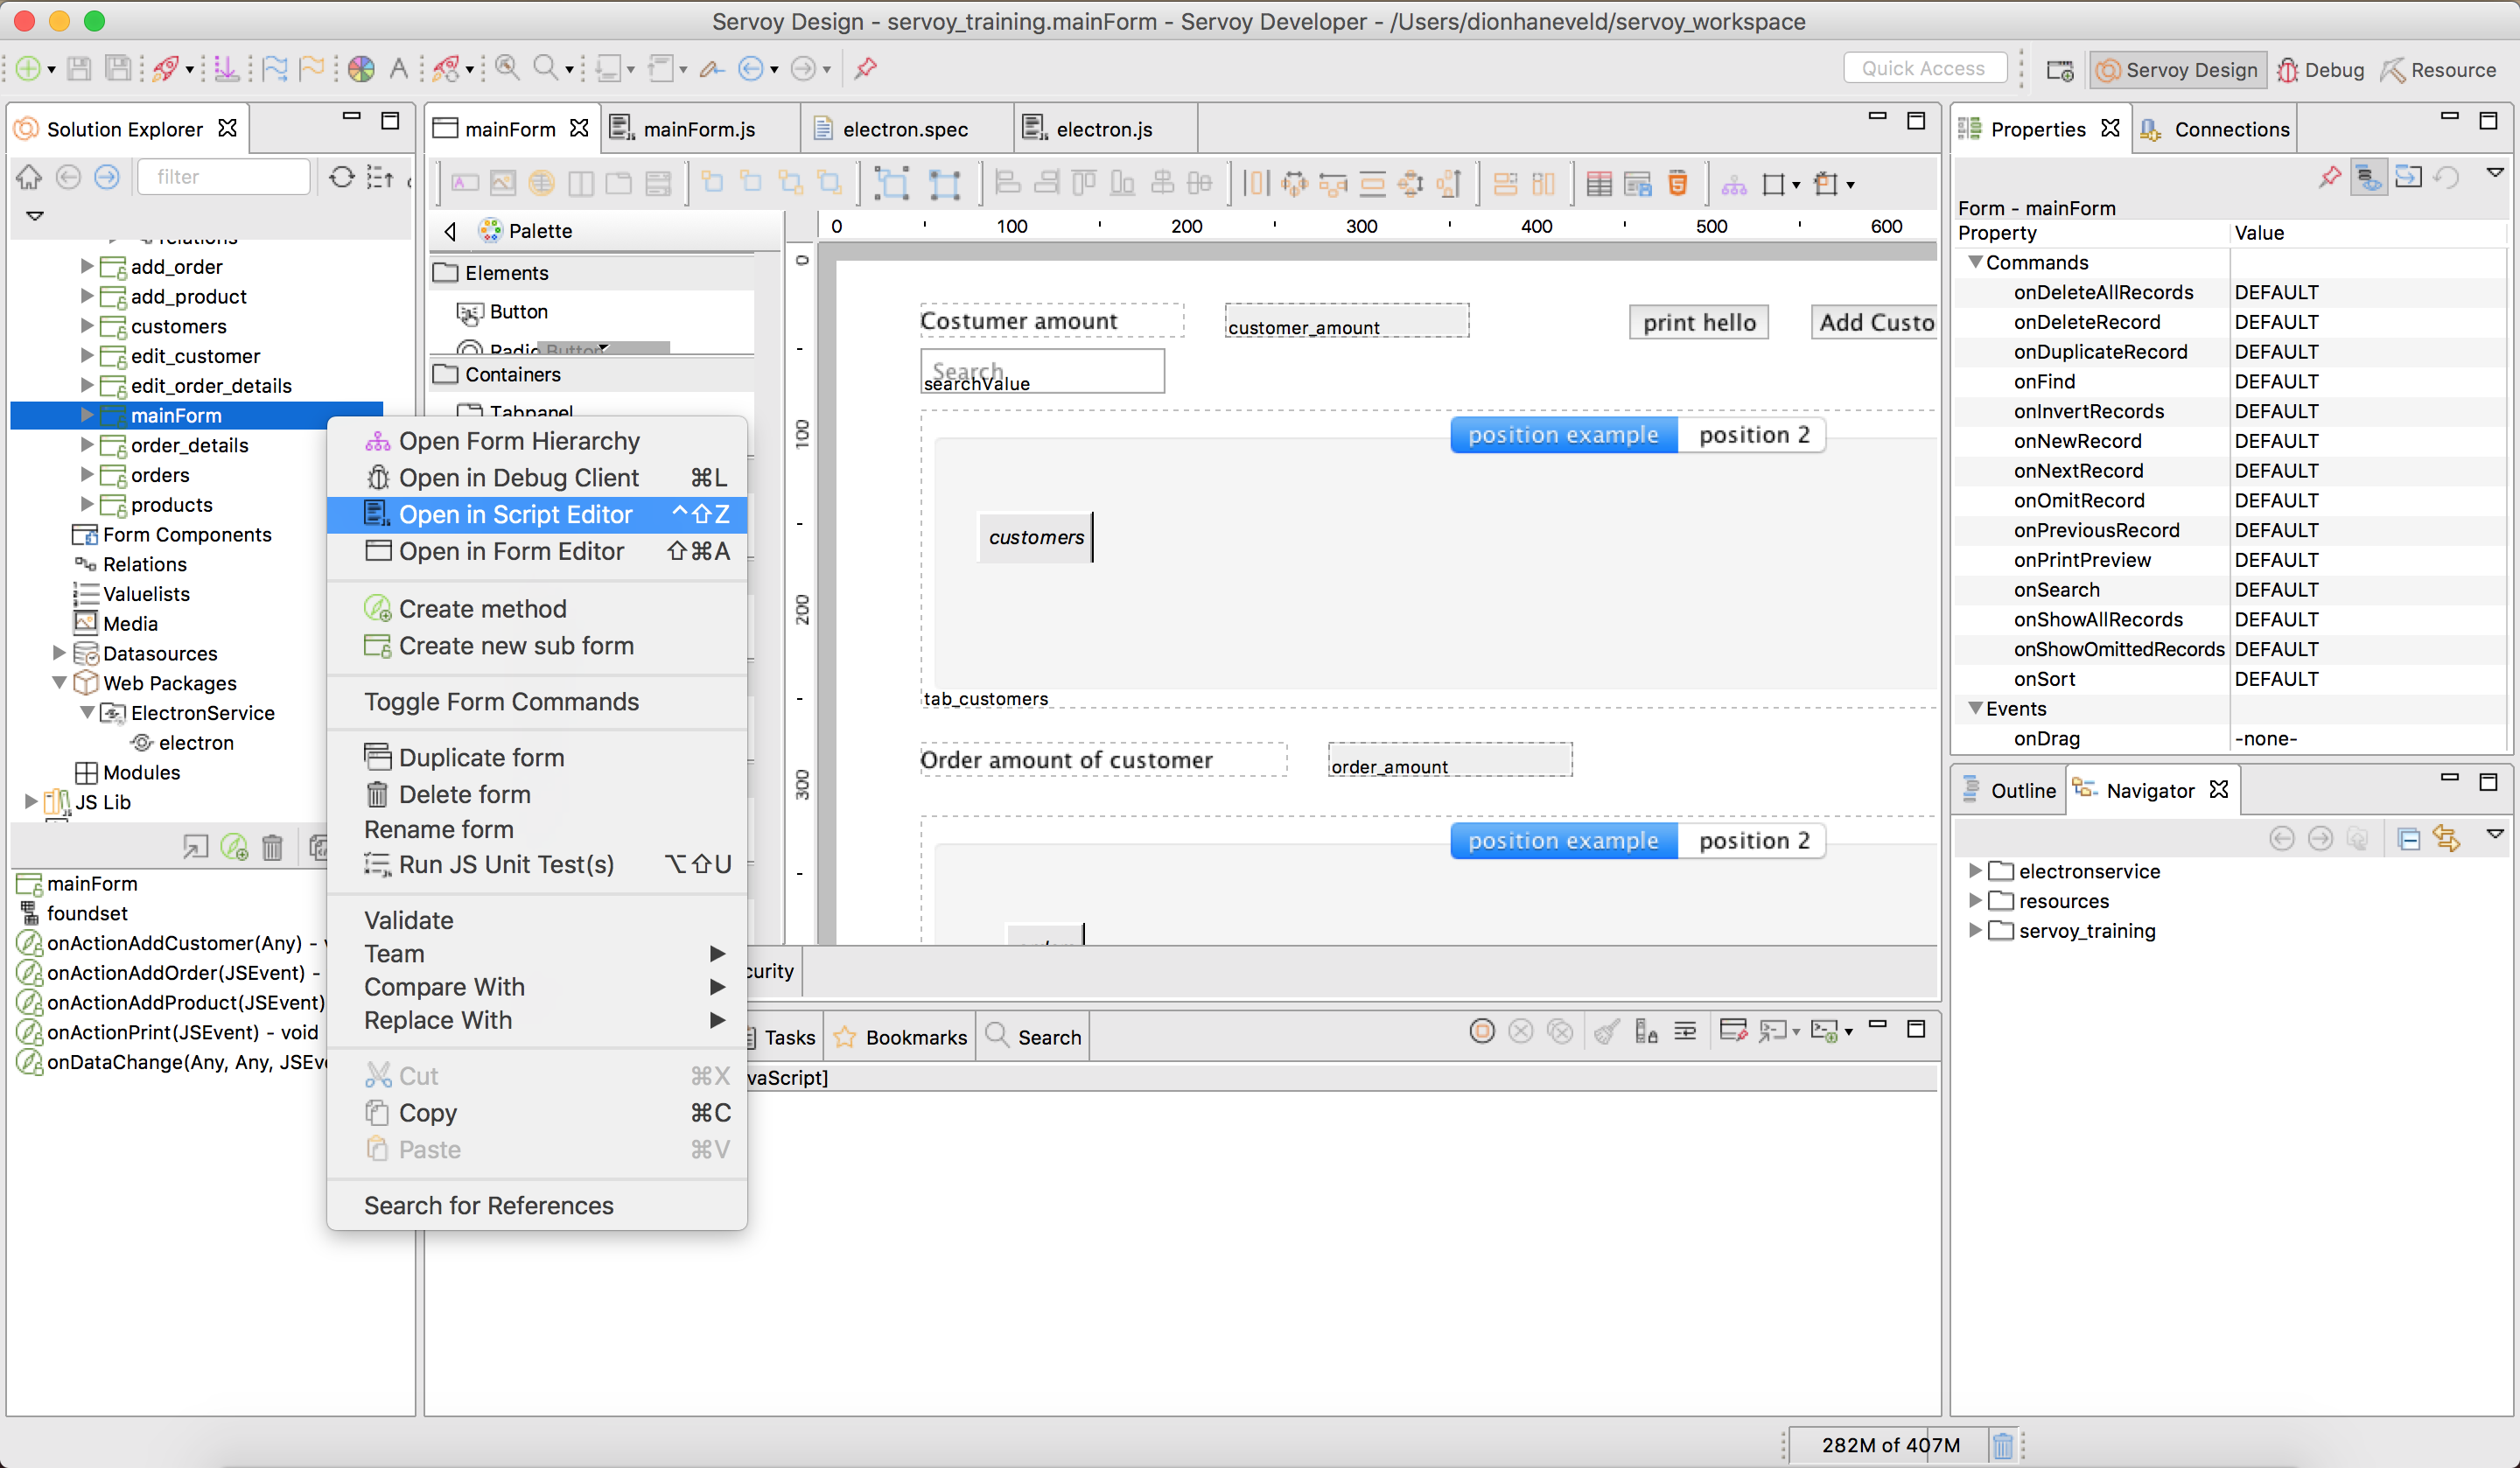 Servoy Design - servoy_training.mainForm - Servoy Developer - /Users/dionhaneveld/servoy_workspace
Quick Access
Servoy Design
Debug
Resource
Solution Explorer
filter
relations
add_order
add_product
customers
edit_customer
edit_order_details
mainForm
order_details
orders
products
Form Components
Relations
Valuelists
Media
Datasources
Web Packages
ElectronService
electron
Modules
JS Lib
mainForm
foundset
onActionAddCustomer(Any) -
onActionAddOrder(JSEvent) -
onActionAddProduct(JSEvent)
onActionPrint(JSEvent) - void
onDataChange(Any, Any, JSEve
Open Form Hierarchy
Open in Debug Client ⌘L
Open in Script Editor ^⇧Z
Open in Form Editor ⇧⌘A
Create method
Create new sub form
Toggle Form Commands
Duplicate form
Delete form
Rename form
Run JS Unit Test(s) ⌥⇧U
Validate
Team
Compare With
Replace With
Cut ⌘X
Copy ⌘C
Paste ⌘V
Search for References
mainForm
mainForm.js
electron.spec
electron.js
Palette
Elements
Button
Radio Button
Containers
Tabpanel
0 100 200 300 400 500 600
0
100
200
300
Costumer amount
customer_amount
print hello
Add Custo
Search
searchValue
position example
position 2
customers
tab_customers
Order amount of customer
order_amount
position example
position 2
curity
Tasks
Bookmarks
Search
vaScript]
Properties
Connections
Form - mainForm
Property Value
Commands
onDeleteAllRecords DEFAULT
onDeleteRecord DEFAULT
onDuplicateRecord DEFAULT
onFind DEFAULT
onInvertRecords DEFAULT
onNewRecord DEFAULT
onNextRecord DEFAULT
onOmitRecord DEFAULT
onPreviousRecord DEFAULT
onPrintPreview DEFAULT
onSearch DEFAULT
onShowAllRecords DEFAULT
onShowOmittedRecords DEFAULT
onSort DEFAULT
Events
onDrag -none-
Outline
Navigator
electronservice
resources
servoy_training
282M of 407M